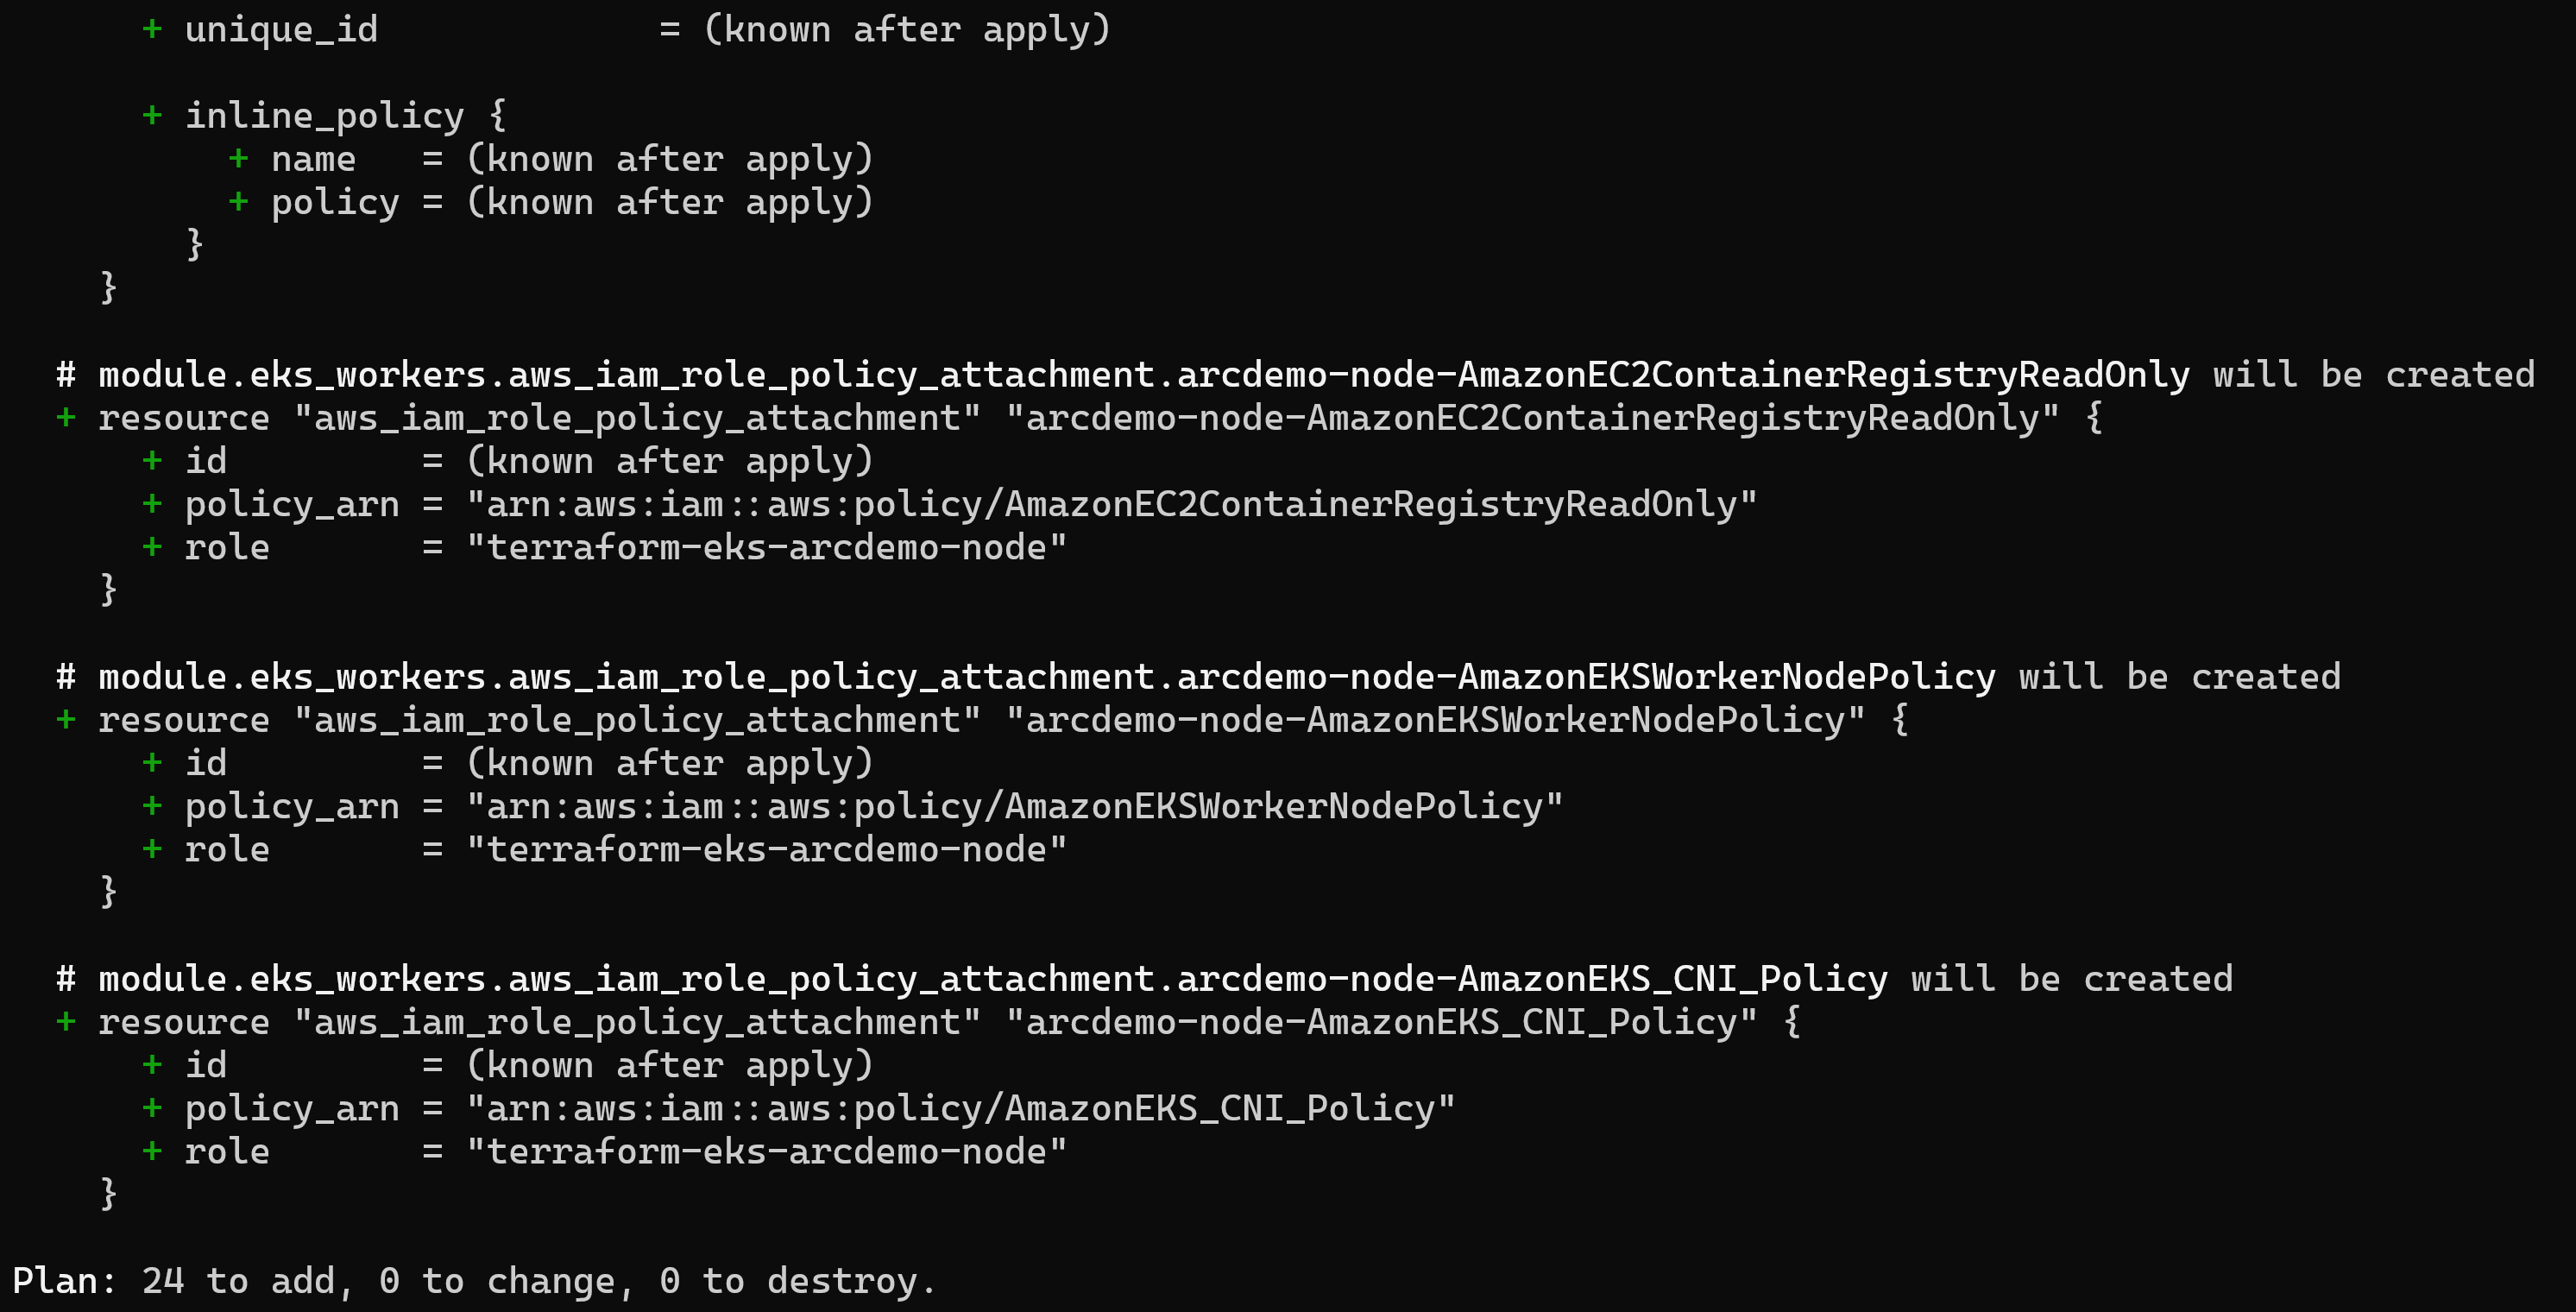 + unique_id             = (known after apply)
+ inline_policy {
+ name   = (known after apply)
+ policy = (known after apply)
}
}
# module.eks_workers.aws_iam_role_policy_attachment.arcdemo-node-AmazonEC2ContainerRegistryReadOnly will be created
+ resource "aws_iam_role_policy_attachment" "arcdemo-node-AmazonEC2ContainerRegistryReadOnly" {
+ id         = (known after apply)
+ policy_arn = "arn:aws:iam::aws:policy/AmazonEC2ContainerRegistryReadOnly"
+ role       = "terraform-eks-arcdemo-node"
}
# module.eks_workers.aws_iam_role_policy_attachment.arcdemo-node-AmazonEKSWorkerNodePolicy will be created
+ resource "aws_iam_role_policy_attachment" "arcdemo-node-AmazonEKSWorkerNodePolicy" {
+ id         = (known after apply)
+ policy_arn = "arn:aws:iam::aws:policy/AmazonEKSWorkerNodePolicy"
+ role       = "terraform-eks-arcdemo-node"
}
# module.eks_workers.aws_iam_role_policy_attachment.arcdemo-node-AmazonEKS_CNI_Policy will be created
+ resource "aws_iam_role_policy_attachment" "arcdemo-node-AmazonEKS_CNI_Policy" {
+ id         = (known after apply)
+ policy_arn = "arn:aws:iam::aws:policy/AmazonEKS_CNI_Policy"
+ role       = "terraform-eks-arcdemo-node"
}
Plan: 24 to add, 0 to change, 0 to destroy.